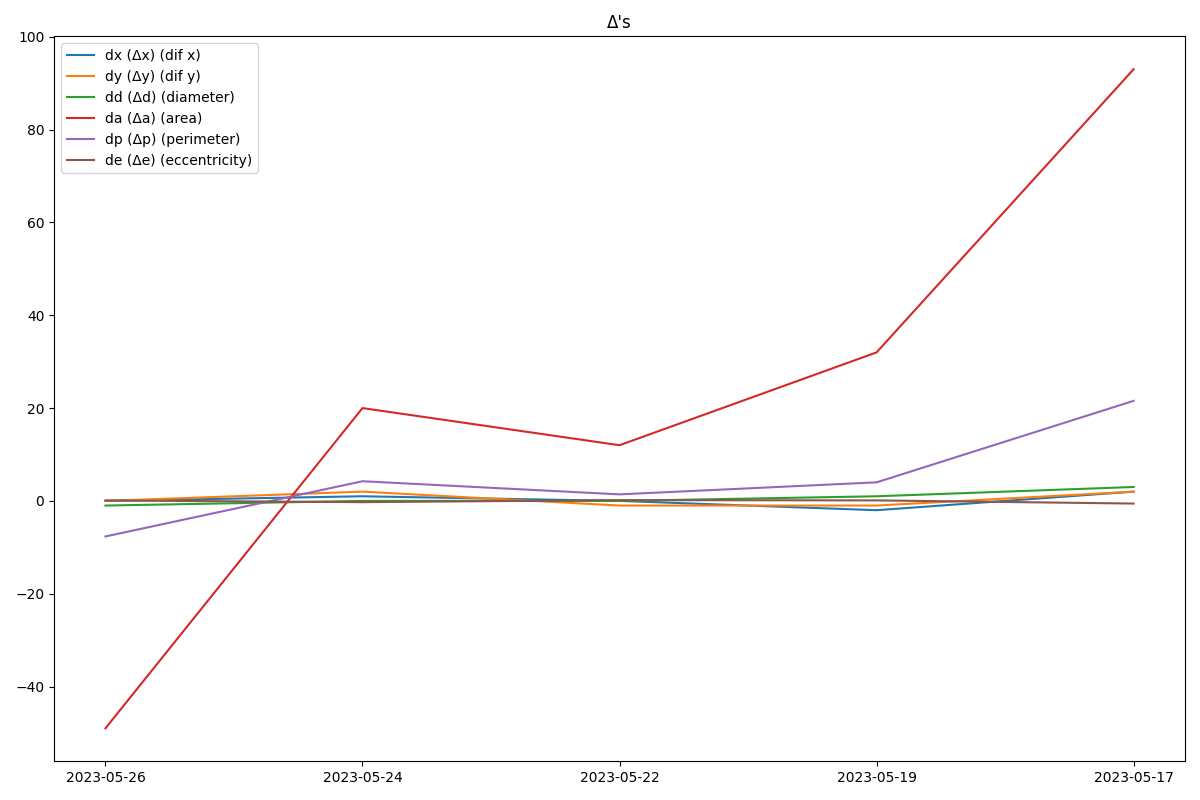 Δ's
dx (Δx) (dif x)
dy (Δy) (dif y)
dd (Δd) (diameter)
da (Δa) (area)
dp (Δp) (perimeter)
de (Δe) (eccentricity)
100
80
60
40
20
0
−20
−40
2023-05-26 2023-05-24 2023-05-22 2023-05-19 2023-05-17